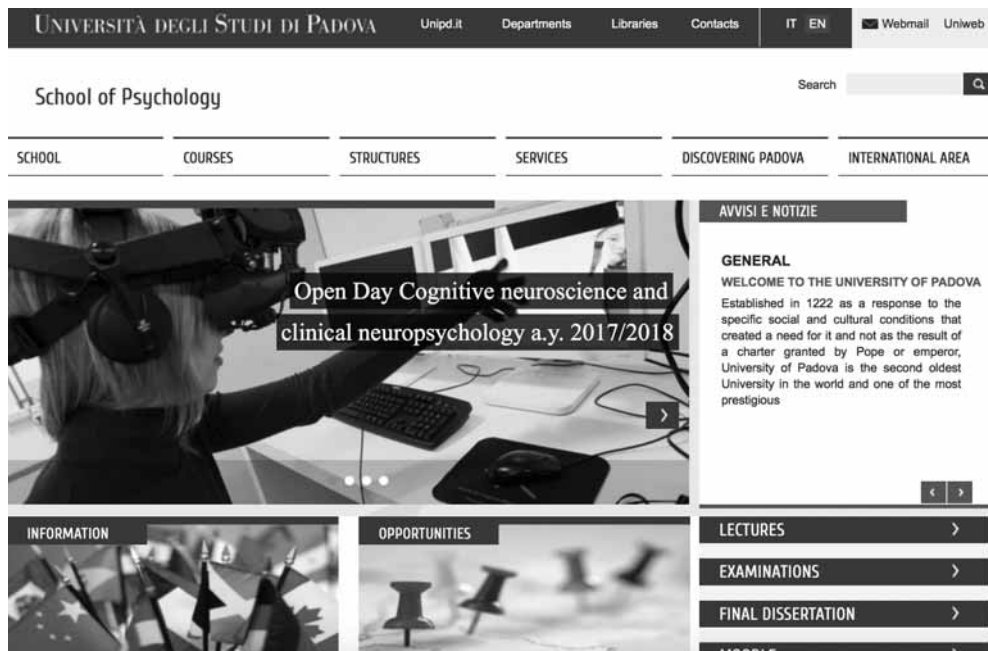 UNIVERSITÀ DEGLI STUDI DI PADOVA
Unipd.it Departments Libraries Contacts IT EN Webmail Uniweb
School of Psychology
Search
SCHOOL COURSES STRUCTURES SERVICES DISCOVERING PADOVA INTERNATIONAL AREA
Open Day Cognitive neuroscience and
clinical neuropsychology a.y. 2017/2018
AVVISI E NOTIZIE
GENERAL
WELCOME TO THE UNIVERSITY OF PADOVA
Established in 1222 as a response to the
specific social and cultural conditions that
created a need for it and not as the result of
a charter granted by Pope or emperor,
University of Padova is the second oldest
University in the world and one of the most
prestigious
INFORMATION
OPPORTUNITIES
LECTURES
EXAMINATIONS
FINAL DISSERTATION
MOODLE